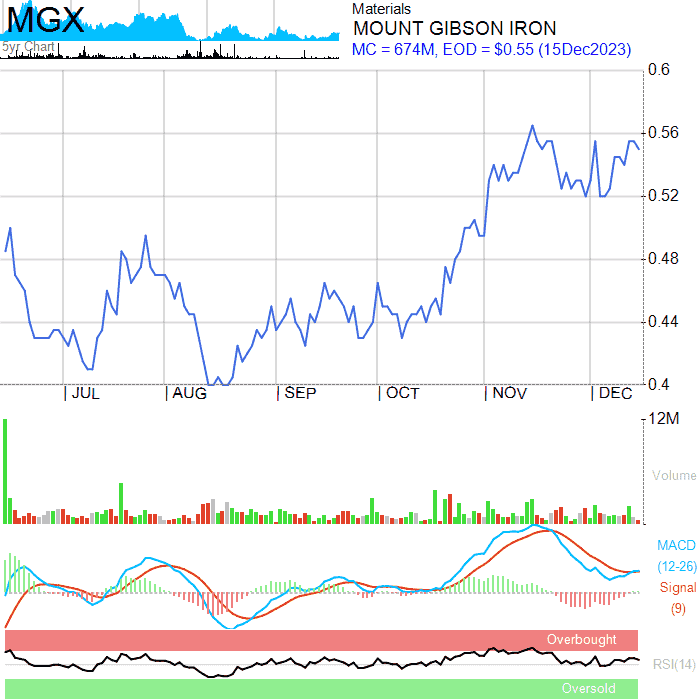 MGX
5yr Chart
Materials
MOUNT GIBSON IRON
MC = 674M, EOD = $0.55 (15Dec2023)
0.6
0.56
0.52
0.48
0.44
0.4
| JUL | AUG | SEP | OCT | NOV | DEC
12M
Volume
MACD
(12-26)
Signal
(9)
Overbought
RSI(14)
Oversold